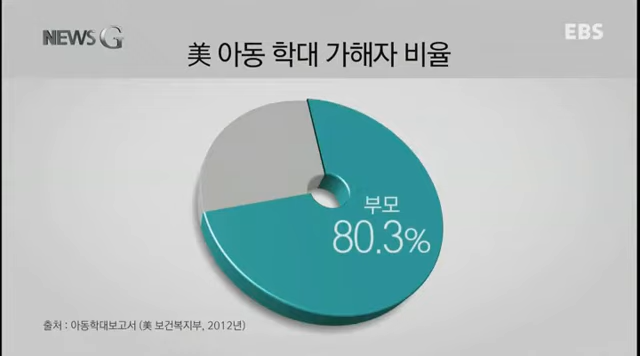 NEWS G
EBS
美 아동 학대 가해자 비율
부모
80.3%
출처 : 아동학대보고서 (美 보건복지부, 2012년)